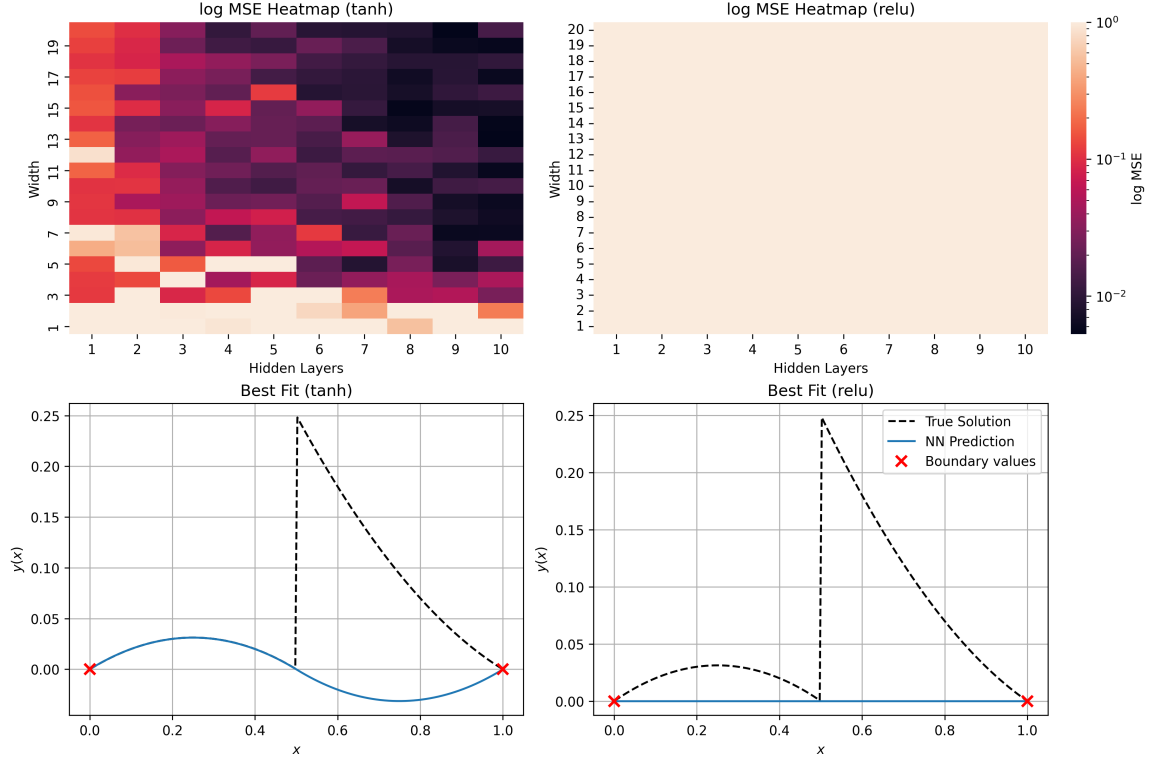 log MSE Heatmap (tanh)
19
17
15
13
11
9
7
5
3
1
Width
1 2 3 4 5 6 7 8 9 10
Hidden Layers
log MSE Heatmap (relu)
20
19
18
17
16
15
14
13
12
11
10
9
8
7
6
5
4
3
2
1
Width
1 2 3 4 5 6 7 8 9 10
Hidden Layers
10⁰
10⁻¹
10⁻²
log MSE
Best Fit (tanh)
0.25
0.20
0.15
0.10
0.05
0.00
y(x)
0.0 0.2 0.4 0.6 0.8 1.0
x
Best Fit (relu)
0.25
0.20
0.15
0.10
0.05
0.00
y(x)
True Solution
NN Prediction
Boundary values
0.0 0.2 0.4 0.6 0.8 1.0
x